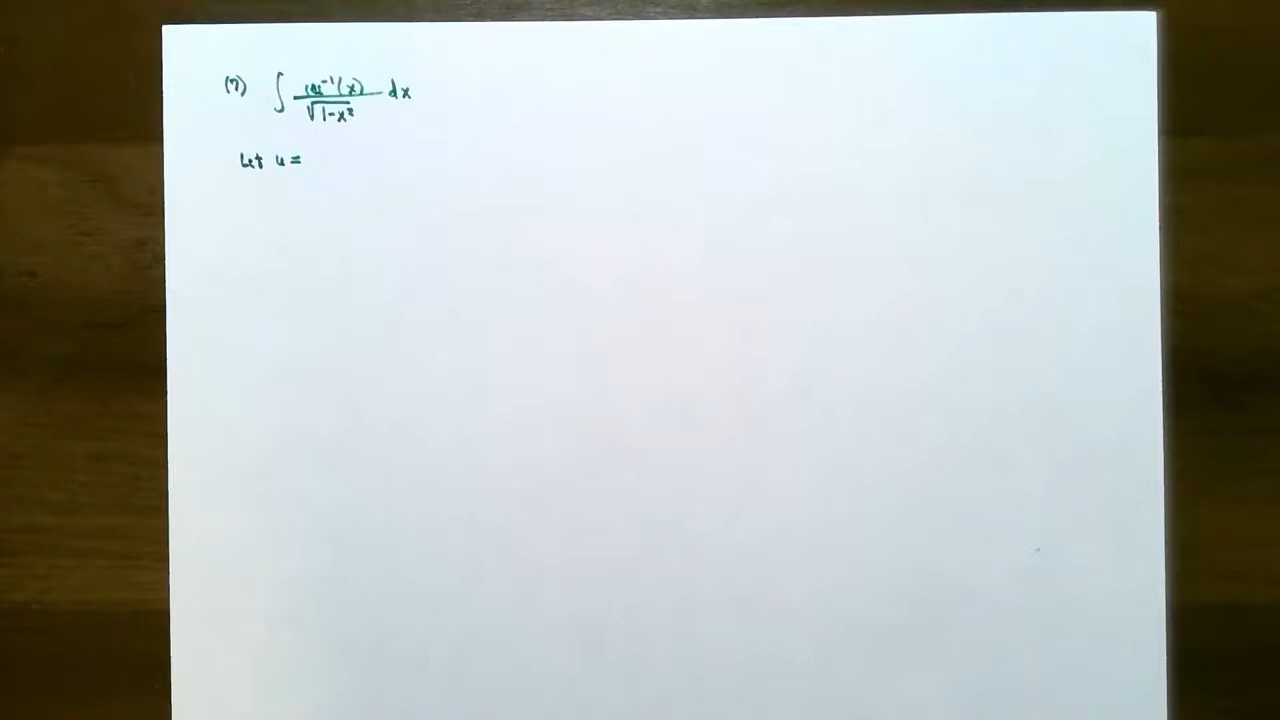 (7) ∫ cos⁻¹(x) / √(1-x²) dx
Let u =